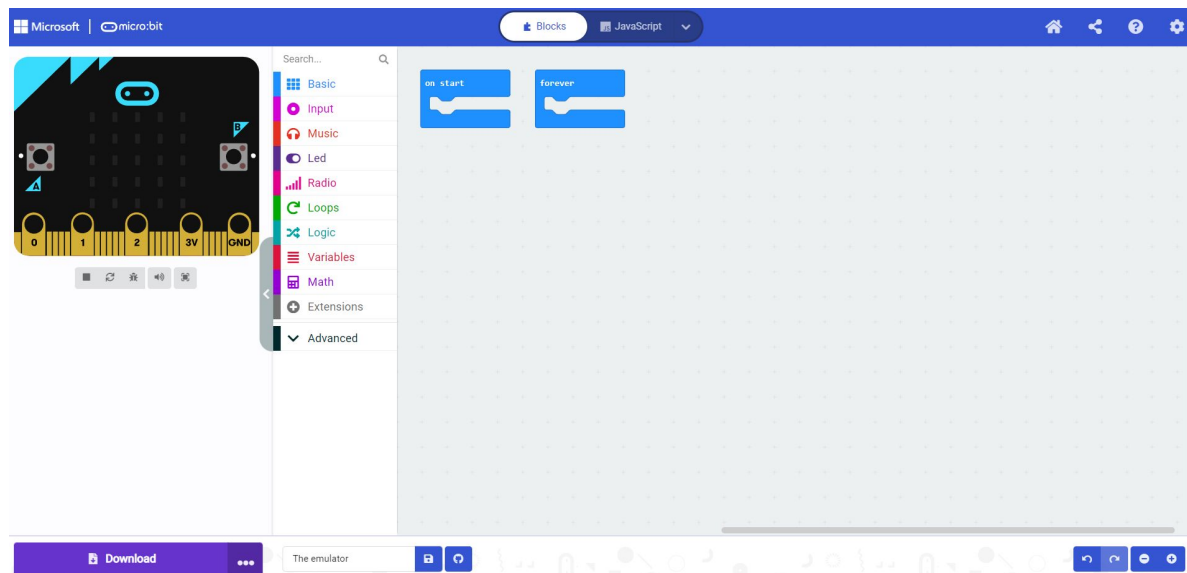 Microsoft | micro:bit
Blocks
JavaScript
Search...
Basic
Input
Music
Led
Radio
Loops
Logic
Variables
Math
Extensions
Advanced
on start
forever
B
A
0 1 2 3V GND
Download
The emulator